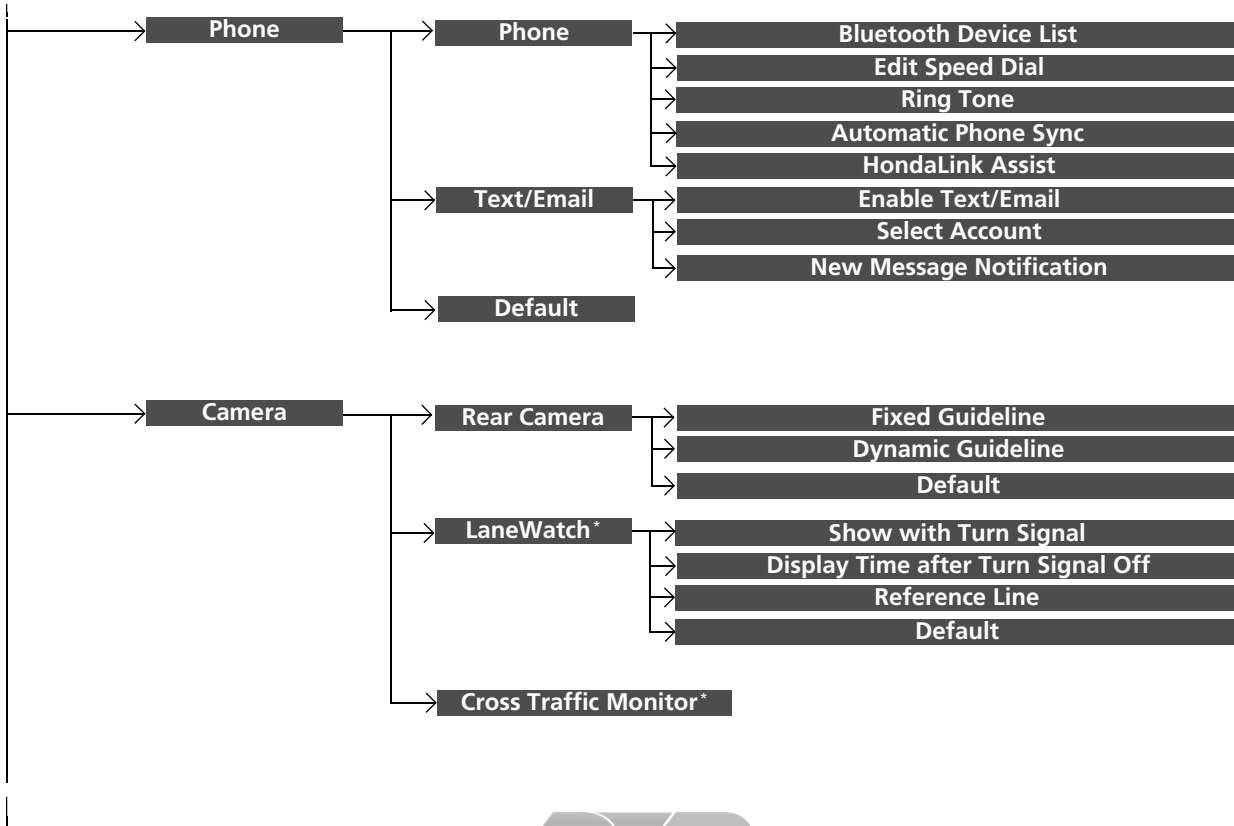 Phone
Phone
Bluetooth Device List
Edit Speed Dial
Ring Tone
Automatic Phone Sync
HondaLink Assist
Text/Email
Enable Text/Email
Select Account
New Message Notification
Default
Camera
Rear Camera
Fixed Guideline
Dynamic Guideline
Default
LaneWatch*
Show with Turn Signal
Display Time after Turn Signal Off
Reference Line
Default
Cross Traffic Monitor*